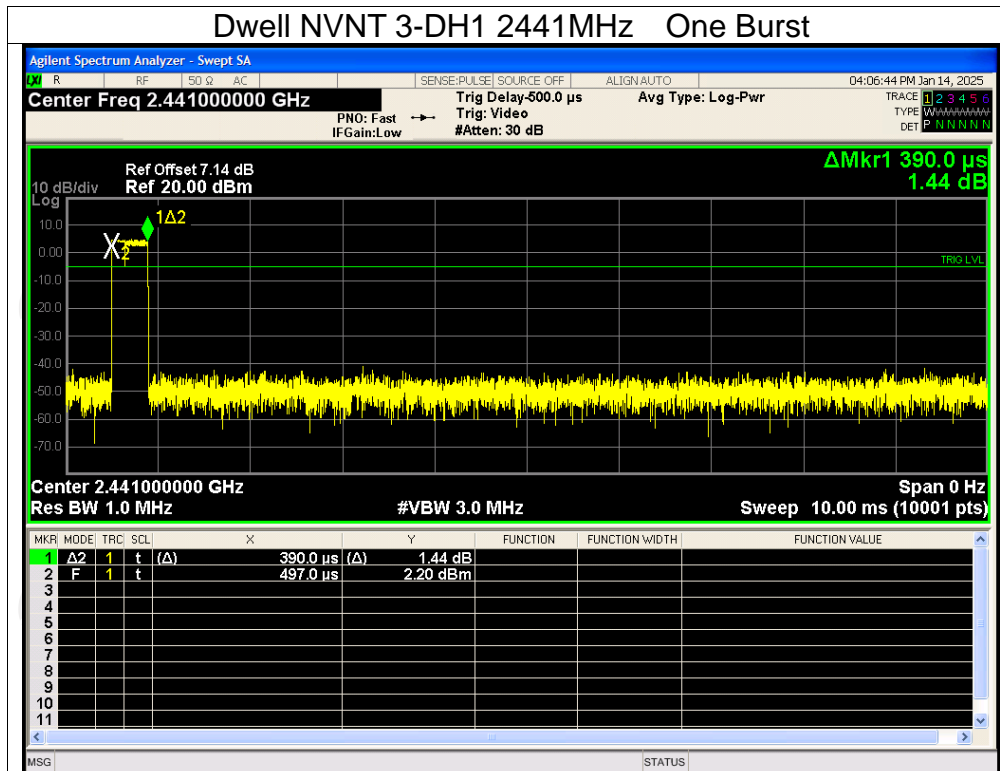 Dwell NVNT 3-DH1 2441MHz One Burst
Agilent Spectrum Analyzer - Swept SA
LXI R RF 50 Ω AC SENSE:PULSE SOURCE OFF ALIGN AUTO 04:06:44 PM Jan 14, 2025
Center Freq 2.441000000 GHz
PNO: Fast
IFGain:Low
Trig Delay-500.0 µs
Trig: Video
#Atten: 30 dB
Avg Type: Log-Pwr
TRACE 1 2 3 4 5 6
TYPE WWWWWW
DET P N N N N N
ΔMkr1 390.0 µs
1.44 dB
Ref Offset 7.14 dB
10 dB/div Ref 20.00 dBm
Log
10.0
0.00
-10.0
-20.0
-30.0
-40.0
-50.0
-60.0
-70.0
1Δ2
X2
TRIG LVL
Center 2.441000000 GHz Span 0 Hz
Res BW 1.0 MHz #VBW 3.0 MHz Sweep 10.00 ms (10001 pts)
MKR MODE TRC SCL X Y FUNCTION FUNCTION WIDTH FUNCTION VALUE
1 Δ2 1 t (Δ) 390.0 µs (Δ) 1.44 dB
2 F 1 t 497.0 µs 2.20 dBm
3
4
5
6
7
8
9
10
11
MSG STATUS